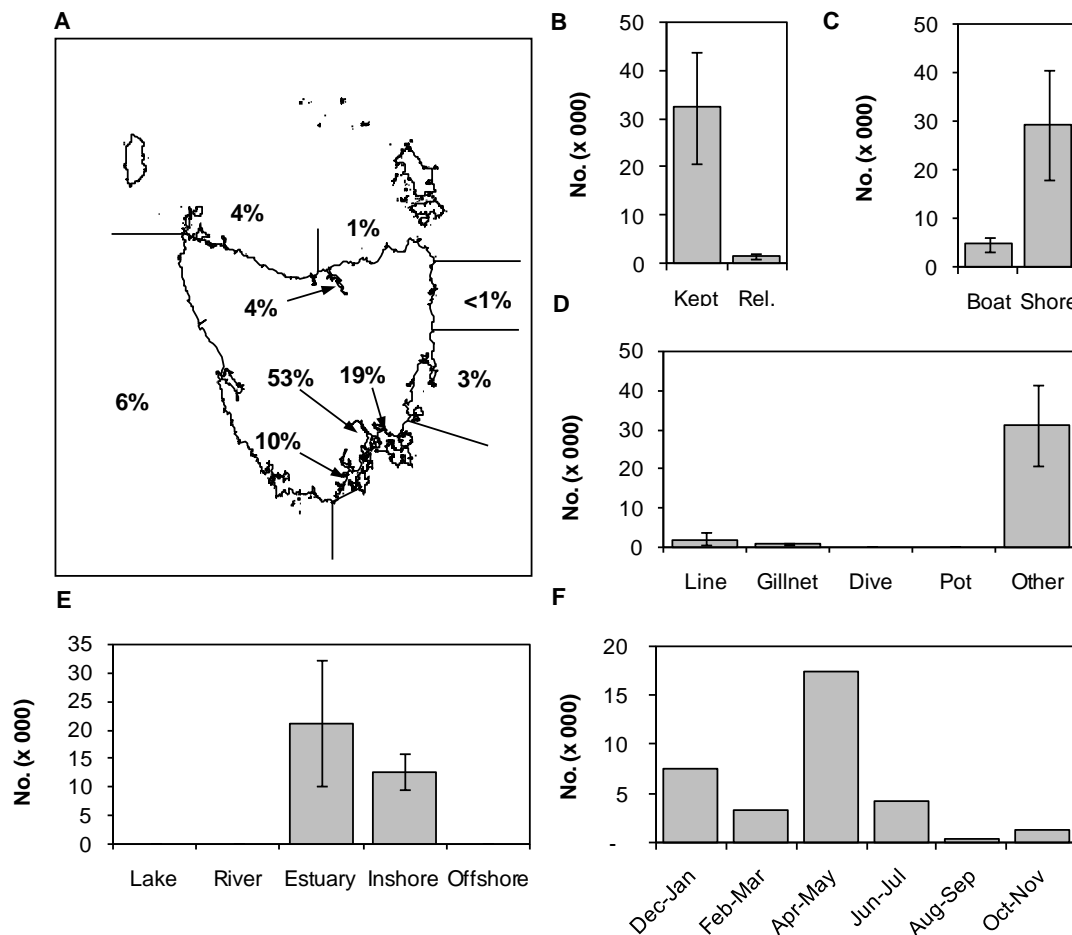 A
4%
1%
4%
<1%
53%
19%
3%
6%
10%
B
No. (x 000)
50
40
30
20
10
0
Kept
Rel.
C
No. (x 000)
50
40
30
20
10
0
Boat
Shore
D
No. (x 000)
50
40
30
20
10
0
Line
Gillnet
Dive
Pot
Other
E
No. (x 000)
35
30
25
20
15
10
5
0
Lake
River
Estuary
Inshore
Offshore
F
No. (x 000)
20
15
10
5
-
Dec-Jan
Feb-Mar
Apr-May
Jun-Jul
Aug-Sep
Oct-Nov